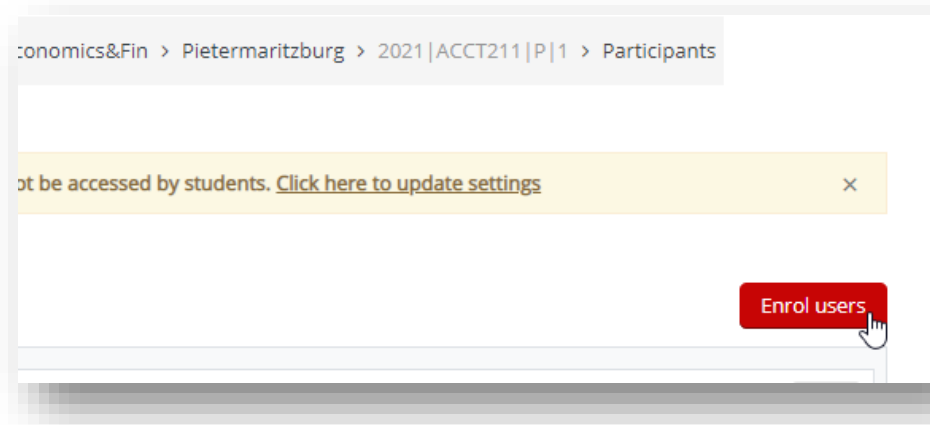 conomics&Fin > Pietermaritzburg > 2021|ACCT211|P|1 > Participants
ot be accessed by students. Click here to update settings ×
Enrol users